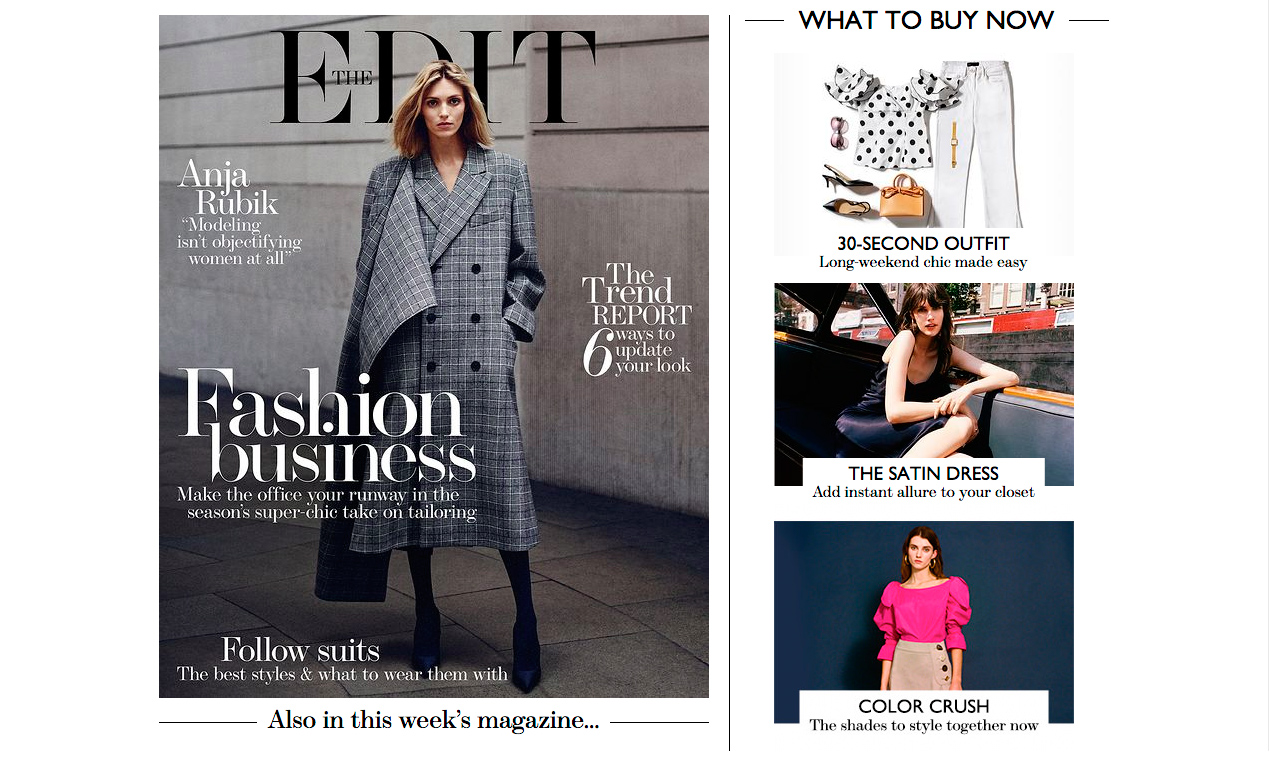 THE EDIT
Anja
Rubik
“Modeling
isn’t objectifying
women at all”
The
Trend
REPORT
6 ways to
update
your look
Fashion
business
Make the office your runway in the
season’s super-chic take on tailoring
Follow suits
The best styles & what to wear them with
Also in this week’s magazine...
WHAT TO BUY NOW
30-SECOND OUTFIT
Long-weekend chic made easy
THE SATIN DRESS
Add instant allure to your closet
COLOR CRUSH
The shades to style together now